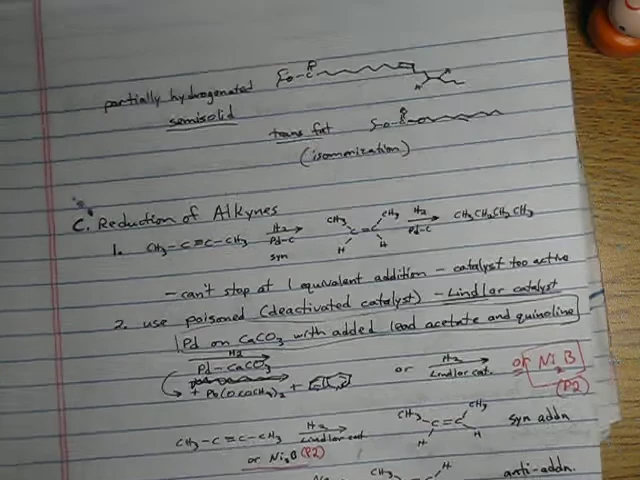 partially hydrogenated
semisolid
trans fat
(isomerization)
C. Reduction of Alkynes
1. CH3-C≡C-CH3 H2 Pd-C syn CH3 CH3 C=C H H H2 Pd-C CH3CH2CH2CH3
- can't stop at 1 equivalent addition - catalyst too active
2. use poisoned (deactivated catalyst) - Lindlar catalyst
Pd on CaCO3 with added lead acetate and quinoline
H2 Pd-CaCO3 + Pb(OCOCH3)2 + or H2 Lindlar cat. or Ni2B (P2)
CH3-C≡C-CH3 H2 Lindlar cat or Ni2B (P2) CH3 CH3 C=C H H syn addn
CH3 H anti-addn.